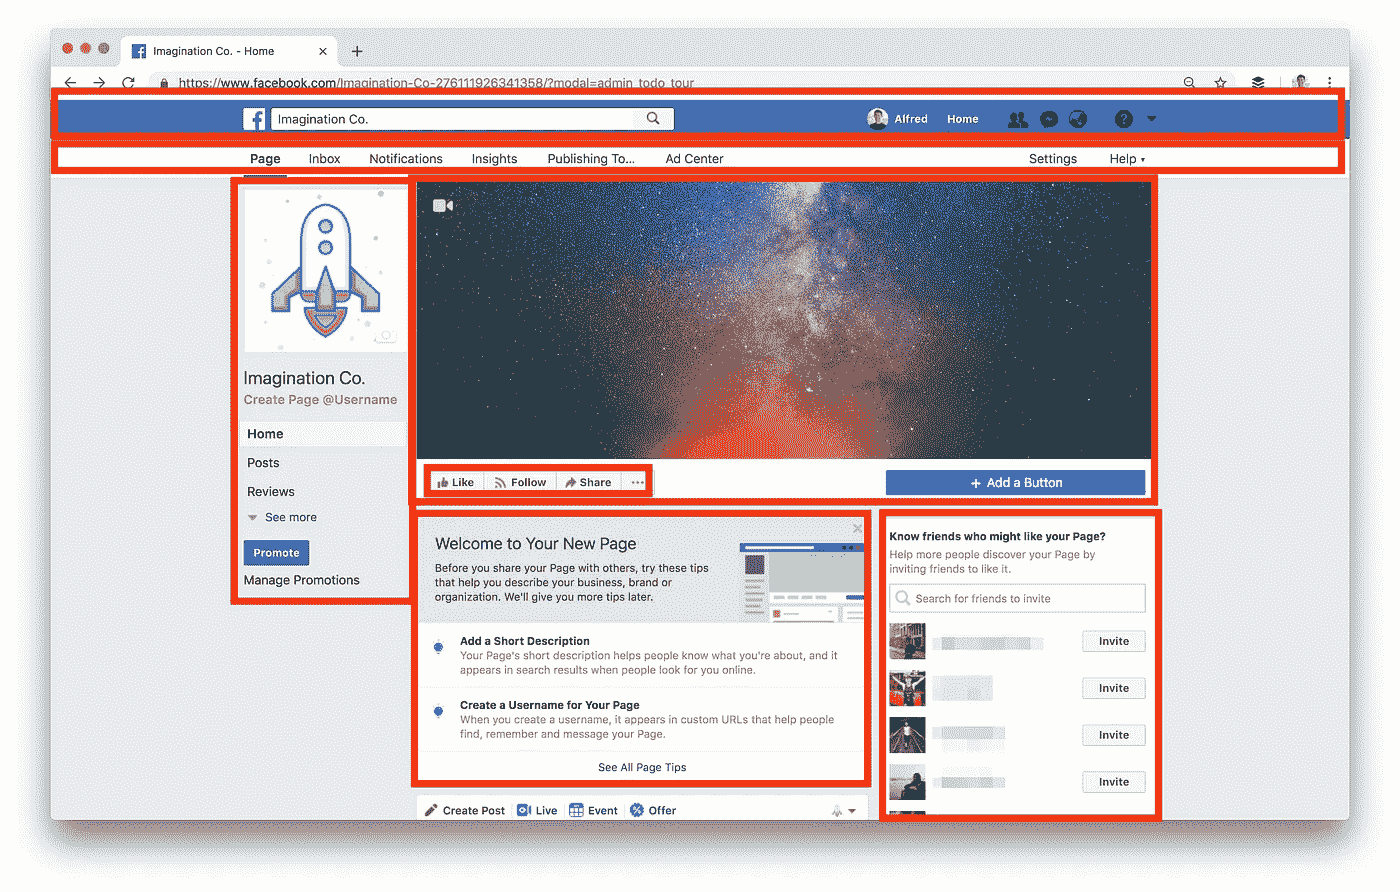 Imagination Co. - Home
https://www.facebook.com/Imagination-Co-276111926341358/?modal=admin_todo_tour
Imagination Co.
Alfred Home
Page Inbox Notifications Insights Publishing To... Ad Center Settings Help
Imagination Co.
Create Page @Username
Home
Posts
Reviews
See more
Promote
Manage Promotions
Like Follow Share ...
+ Add a Button
Welcome to Your New Page
Before you share your Page with others, try these tips
that help you describe your business, brand or
organization. We'll give you more tips later.
Add a Short Description
Your Page's short description helps people know what you're about, and it
appears in search results when people look for you online.
Create a Username for Your Page
When you create a username, it appears in custom URLs that help people
find, remember and message your Page.
See All Page Tips
Create Post Live Event Offer
Know friends who might like your Page?
Help more people discover your Page by
inviting friends to like it.
Search for friends to invite
Invite
Invite
Invite
Invite